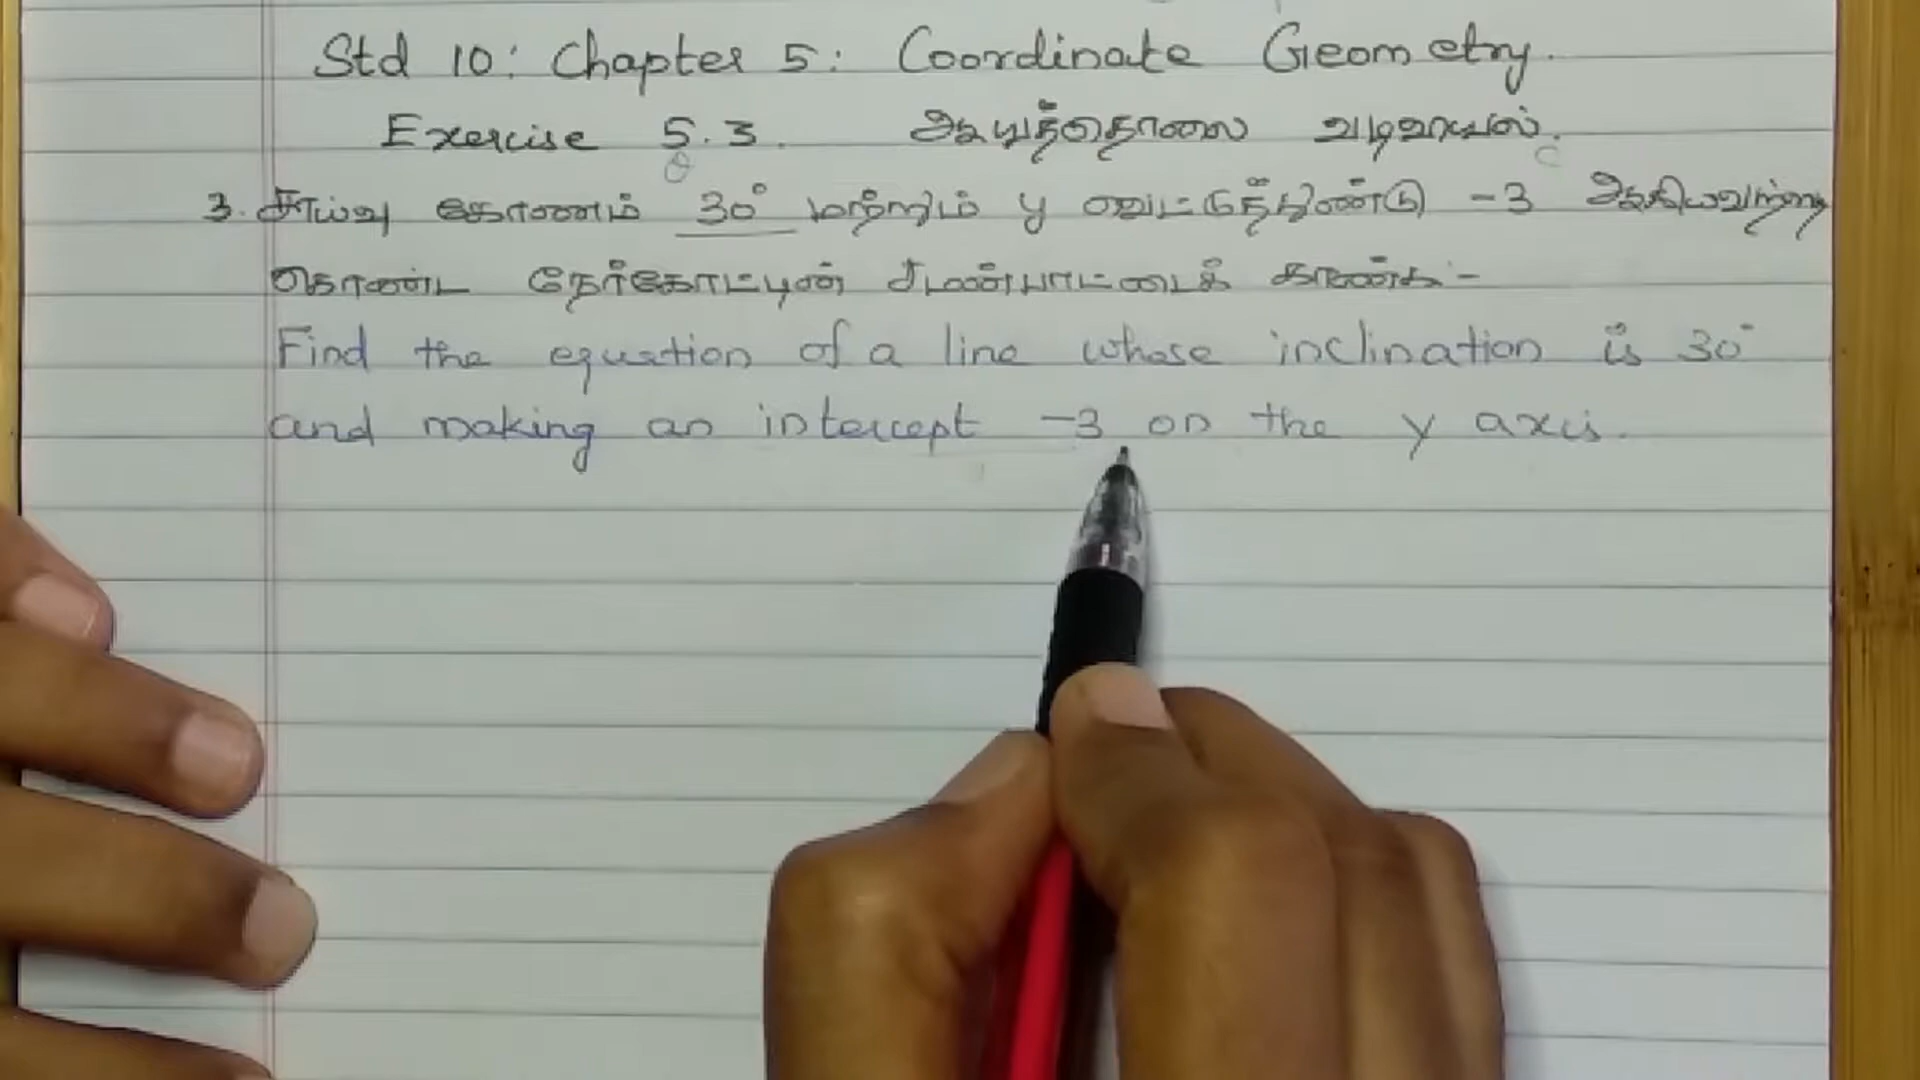 Std 10: Chapter 5: Coordinate Geometry.
Exercise 5.3. ஆயத்தொலை வடிவியல்.
θ c
3. சாய்வு கோணம் 30° மற்றும் y வெட்டுத்துண்டு -3 ஆகியவற்றை
கொண்ட நேர்கோட்டின் சமன்பாட்டைக் காண்க:-
Find the equation of a line whose inclination is 30°
and making an intercept -3 on the y axis.